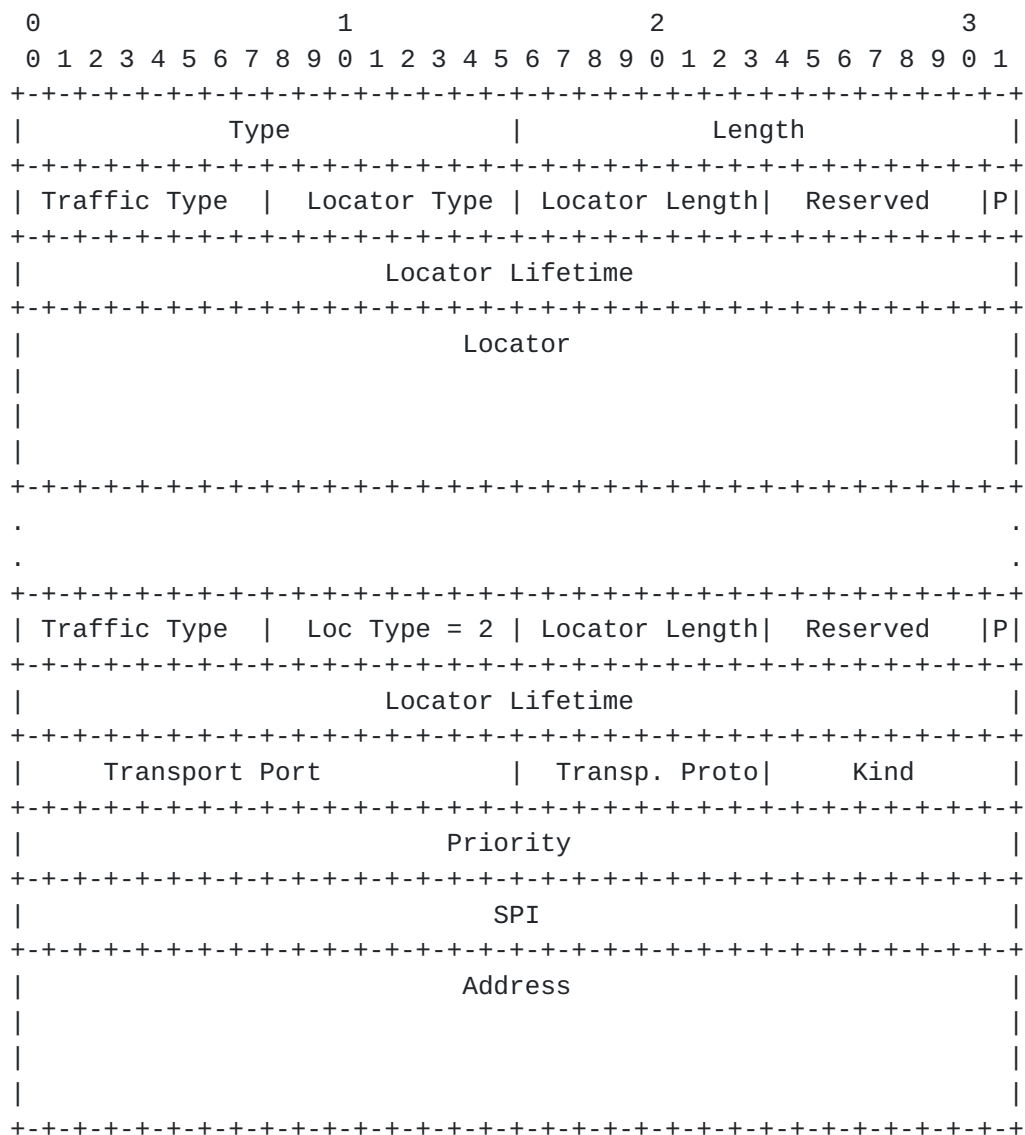 0                   1                   2                   3
 0 1 2 3 4 5 6 7 8 9 0 1 2 3 4 5 6 7 8 9 0 1 2 3 4 5 6 7 8 9 0 1
+-+-+-+-+-+-+-+-+-+-+-+-+-+-+-+-+-+-+-+-+-+-+-+-+-+-+-+-+-+-+-+-+
|             Type              |            Length             |
+-+-+-+-+-+-+-+-+-+-+-+-+-+-+-+-+-+-+-+-+-+-+-+-+-+-+-+-+-+-+-+-+
| Traffic Type  |  Locator Type | Locator Length|  Reserved   |P|
+-+-+-+-+-+-+-+-+-+-+-+-+-+-+-+-+-+-+-+-+-+-+-+-+-+-+-+-+-+-+-+-+
|                       Locator Lifetime                        |
+-+-+-+-+-+-+-+-+-+-+-+-+-+-+-+-+-+-+-+-+-+-+-+-+-+-+-+-+-+-+-+-+
|                            Locator                            |
|                                                               |
|                                                               |
|                                                               |
+-+-+-+-+-+-+-+-+-+-+-+-+-+-+-+-+-+-+-+-+-+-+-+-+-+-+-+-+-+-+-+-+
.                                                               .
.                                                               .
+-+-+-+-+-+-+-+-+-+-+-+-+-+-+-+-+-+-+-+-+-+-+-+-+-+-+-+-+-+-+-+-+
| Traffic Type  |  Loc Type = 2 | Locator Length|  Reserved   |P|
+-+-+-+-+-+-+-+-+-+-+-+-+-+-+-+-+-+-+-+-+-+-+-+-+-+-+-+-+-+-+-+-+
|                       Locator Lifetime                        |
+-+-+-+-+-+-+-+-+-+-+-+-+-+-+-+-+-+-+-+-+-+-+-+-+-+-+-+-+-+-+-+-+
|     Transport Port            |  Transp. Proto|     Kind      |
+-+-+-+-+-+-+-+-+-+-+-+-+-+-+-+-+-+-+-+-+-+-+-+-+-+-+-+-+-+-+-+-+
|                           Priority                            |
+-+-+-+-+-+-+-+-+-+-+-+-+-+-+-+-+-+-+-+-+-+-+-+-+-+-+-+-+-+-+-+-+
|                              SPI                              |
+-+-+-+-+-+-+-+-+-+-+-+-+-+-+-+-+-+-+-+-+-+-+-+-+-+-+-+-+-+-+-+-+
|                            Address                            |
|                                                               |
|                                                               |
|                                                               |
+-+-+-+-+-+-+-+-+-+-+-+-+-+-+-+-+-+-+-+-+-+-+-+-+-+-+-+-+-+-+-+-+